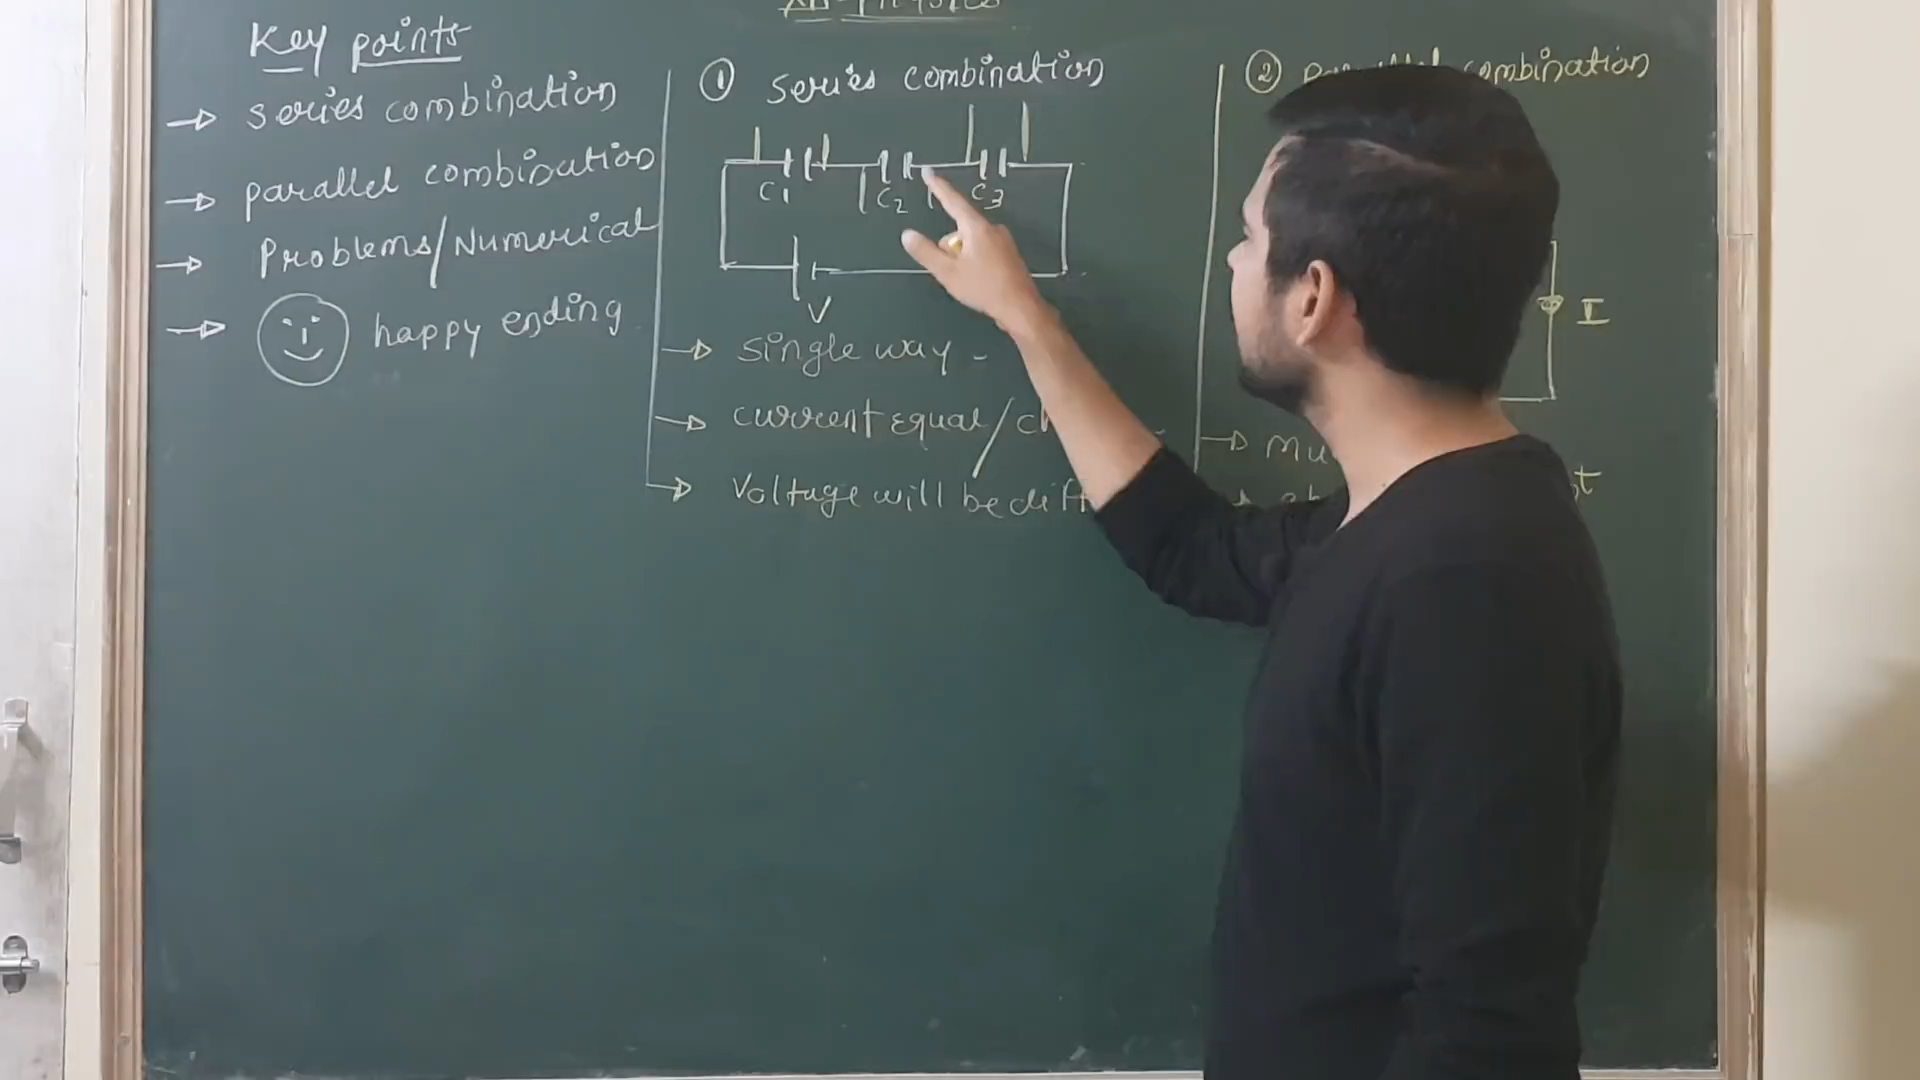 Key points
→ series combination
→ parallel combination
→ Problems/Numerical
→ happy ending
① series combination
C1 C2 C3
V
→ single way -
→ current equal/
→ voltage will be
② combination
I
→